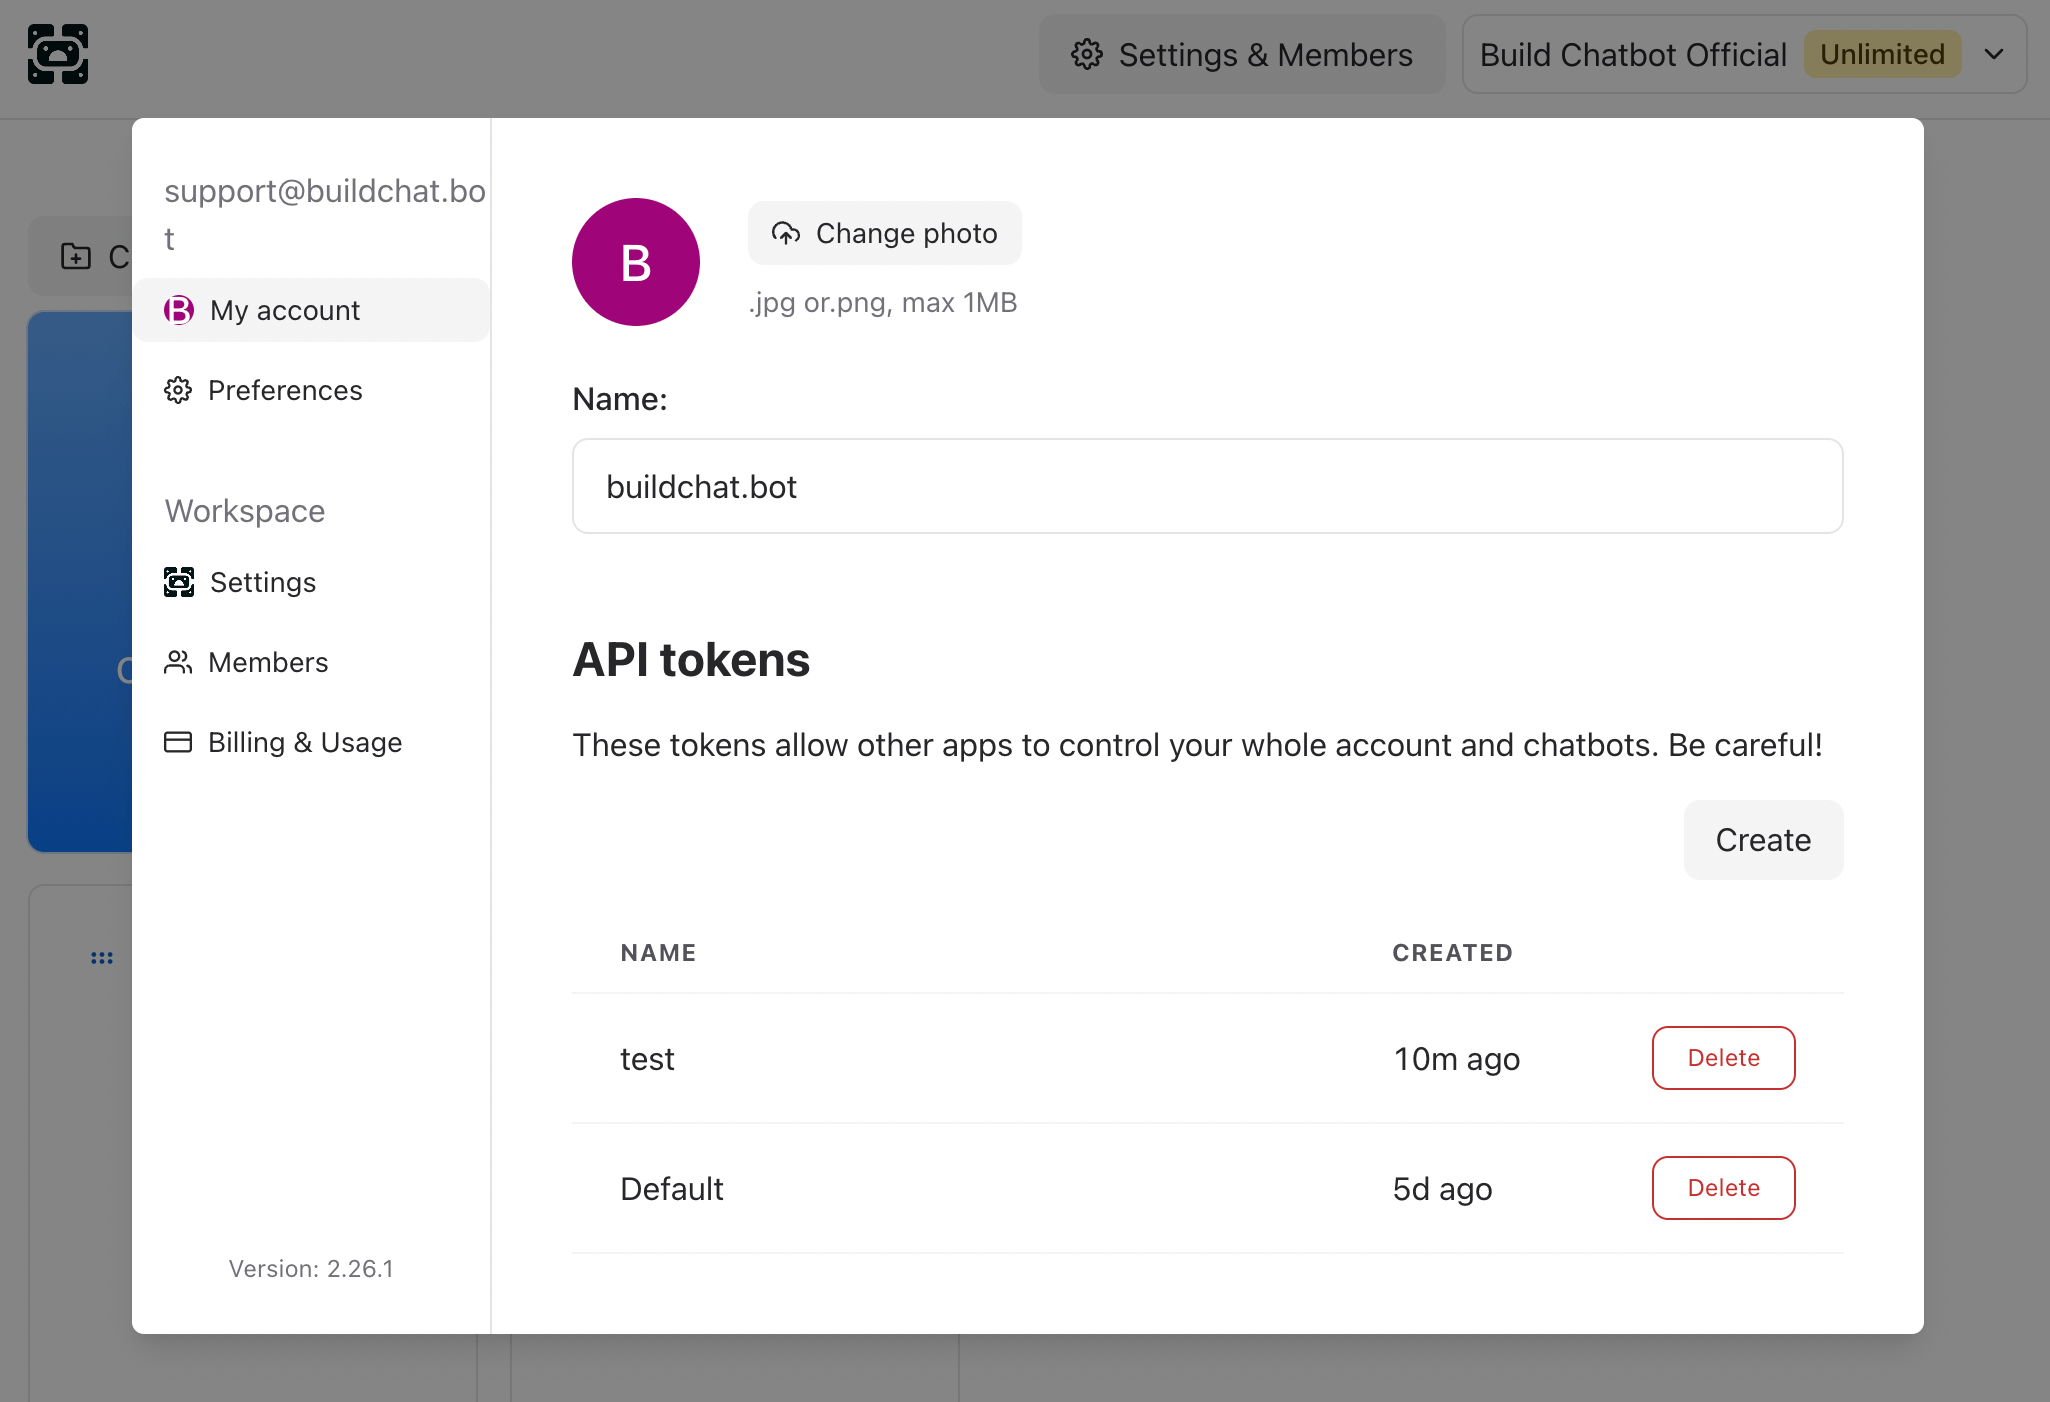 Settings & Members
Build Chatbot Official
Unlimited
support@buildchat.bo
t
B My account
Preferences
Workspace
Settings
Members
Billing & Usage
Version: 2.26.1
B
Change photo
.jpg or.png, max 1MB
Name:
buildchat.bot
API tokens
These tokens allow other apps to control your whole account and chatbots. Be careful!
Create
NAME CREATED
test 10m ago Delete
Default 5d ago Delete